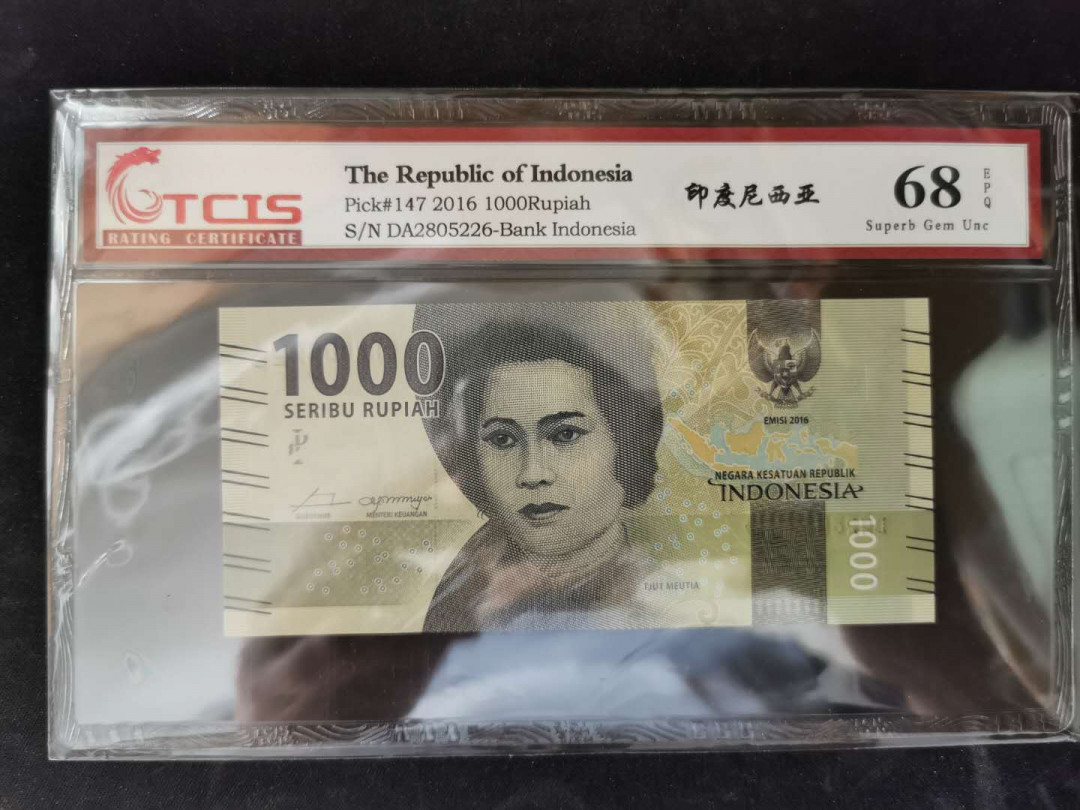 TCIS
RATING CERTIFICATE
The Republic of Indonesia
Pick#147 2016 1000Rupiah
S/N DA2805226-Bank Indonesia
印度尼西亚
68
EPQ
Superb Gem Unc
1000
SERIBU RUPIAH
MENTERI KEUANGAN
TJUT MEUTIA
EMISI 2016
NEGARA KESATUAN REPUBLIK
INDONESIA
1000